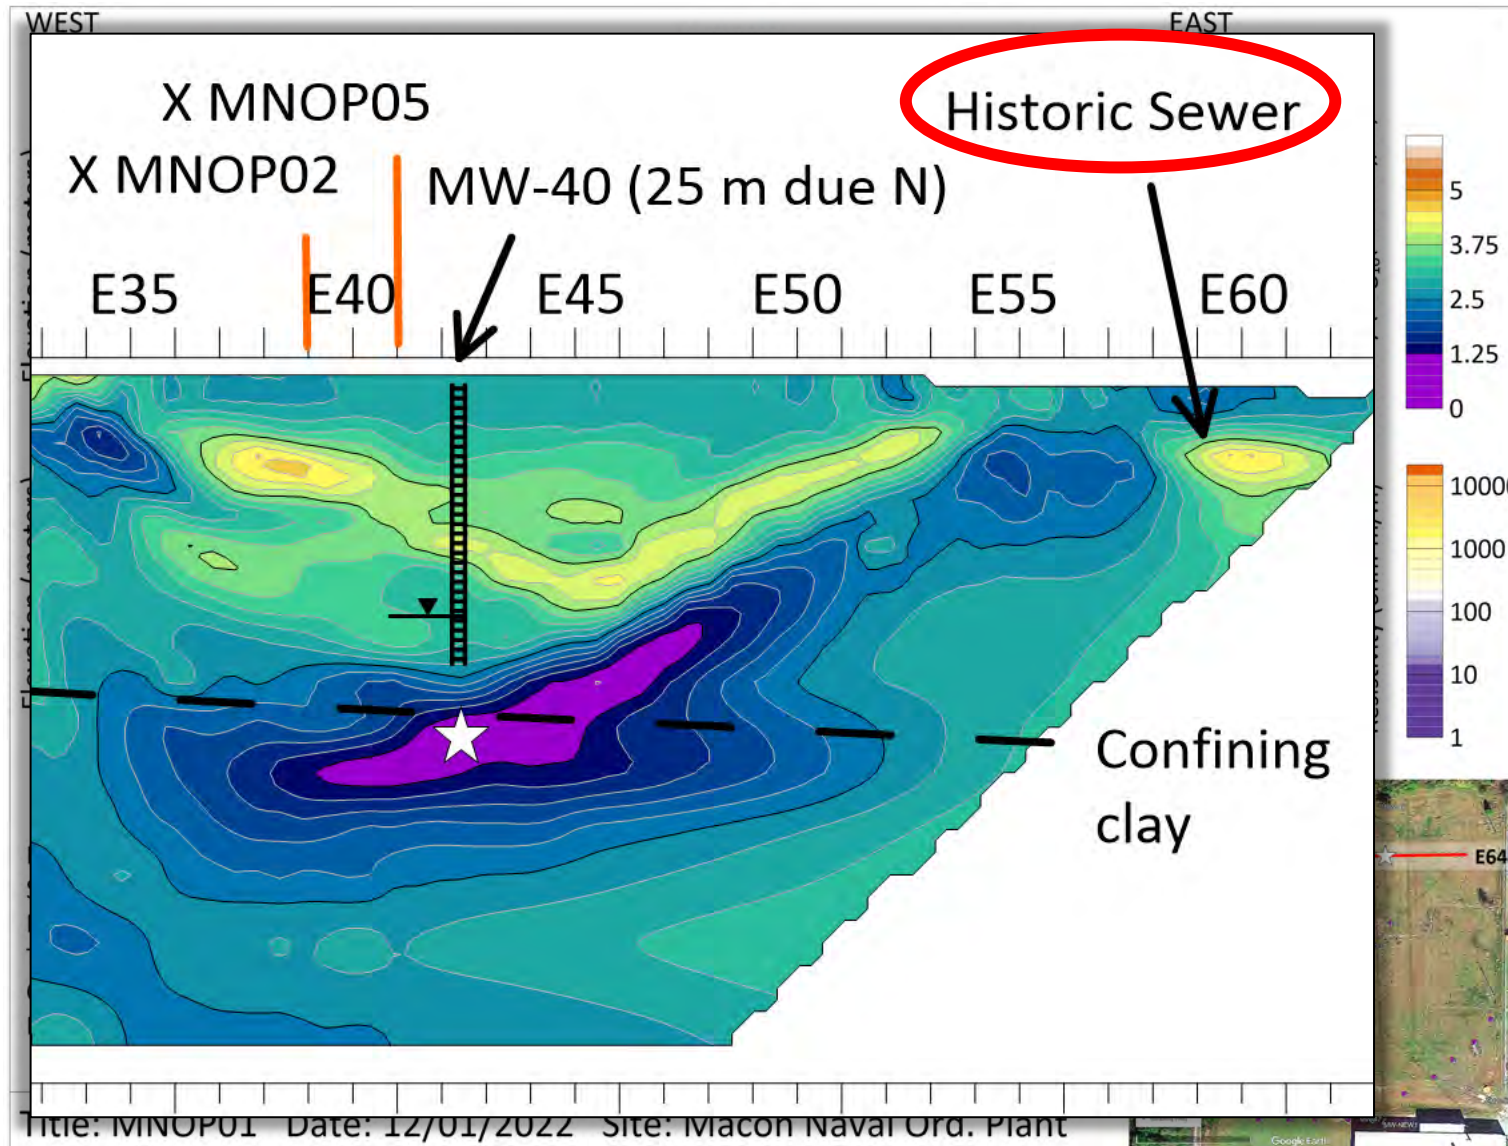 WEST
EAST
X MNOP05
Historic Sewer
X MNOP02
MW-40 (25 m due N)
E35
E40
E45
E50
E55
E60
5
3.75
2.5
1.25
0
1000
100
10
1
Confining
clay
E64
Title: MNOP01 Date: 12/01/2022 Site: Macon Naval Ord. Plant
Google Earth